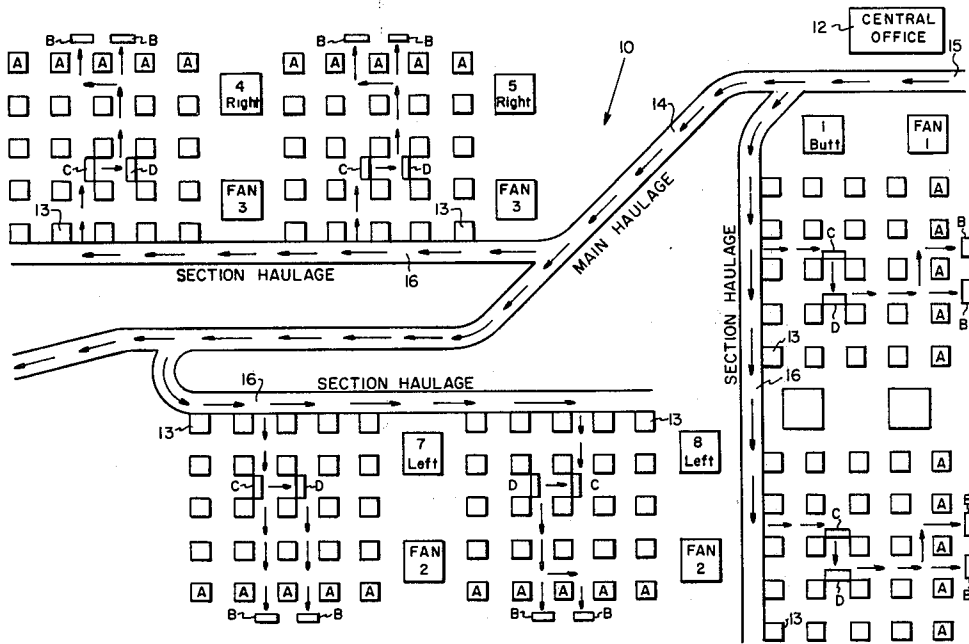 12 CENTRAL OFFICE
15
B B B B
10
A A A A A A A A A A
4 Right
5 Right
14
1 Butt
FAN 1
C D C D
FAN 3
FAN 3
A
13
13
MAIN HAULAGE
SECTION HAULAGE
16
A B
C
A
SECTION HAULAGE
D
A B
13
A
SECTION HAULAGE
16
16
13
13
7 Left
8 Left
A
C D
D C
A B
C
FAN 2
FAN 2
A
D
A B
A A A A A A A A A A
B B B B
13
A